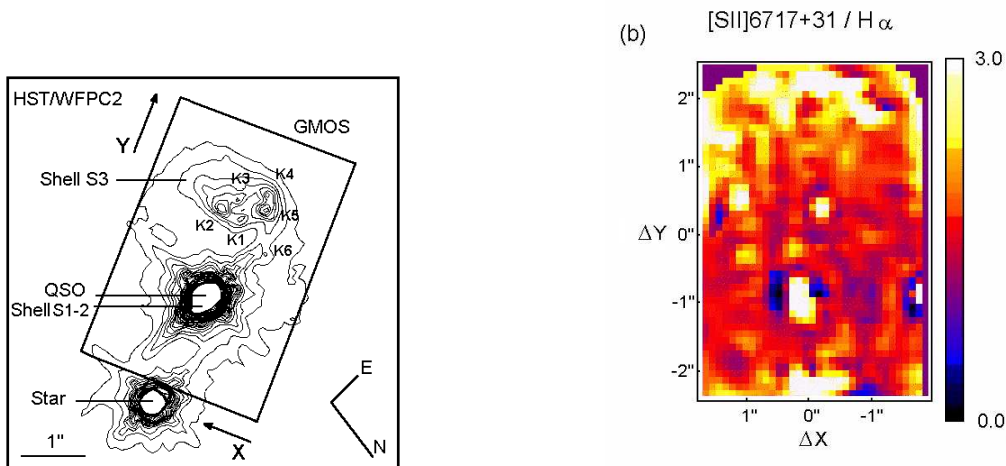 HST/WFPC2
Y
GMOS
Shell S3
K3
K4
K2
K5
K1
K6
QSO
Shell S1-2
Star
1"
X
E
N
(b)
[SII]6717+31 / H α
3.0
2"
1"
ΔY
0"
-1"
-2"
0.0
1"
0"
-1"
ΔX